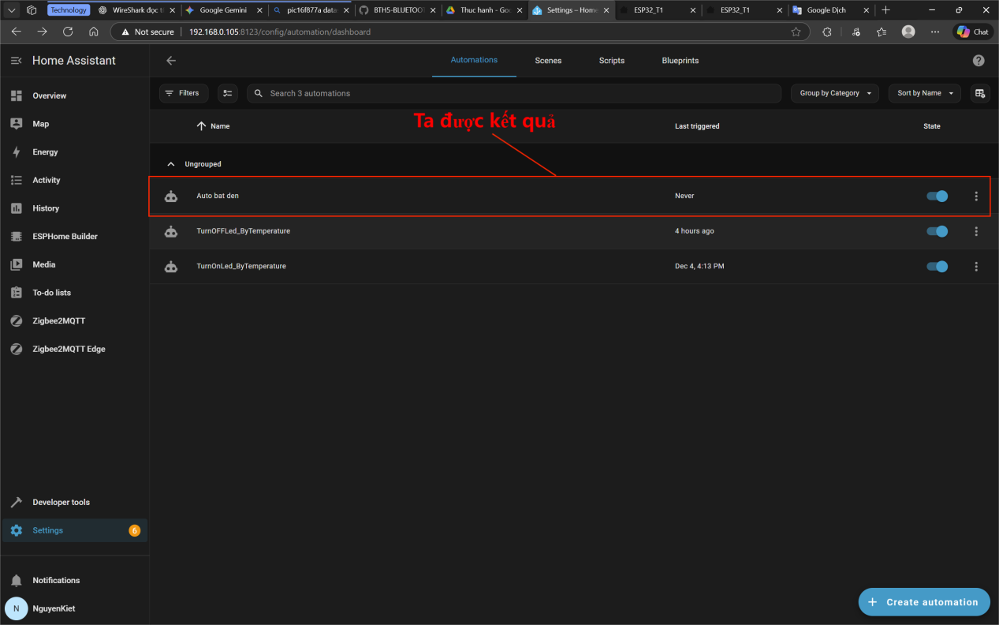 Technology
WireShark đọc t
Google Gemini
pic16f877a data
BTH5-BLUETOOT
Thuc hanh - Goo
Settings – Home
ESP32_T1
ESP32_T1
Google Dịch
Not secure
192.168.0.105:8123/config/automation/dashboard
Chat
Home Assistant
Automations
Scenes
Scripts
Blueprints
Overview
Map
Energy
Activity
History
ESPHome Builder
Media
To-do lists
Zigbee2MQTT
Zigbee2MQTT Edge
Developer tools
Settings
6
Notifications
N
NguyenKiet
Filters
Search 3 automations
Group by Category
Sort by Name
Ta được kết quả
Name
Last triggered
State
Ungrouped
Auto bat den
Never
TurnOFFLed_ByTemperature
4 hours ago
TurnOnLed_ByTemperature
Dec 4, 4:13 PM
Create automation